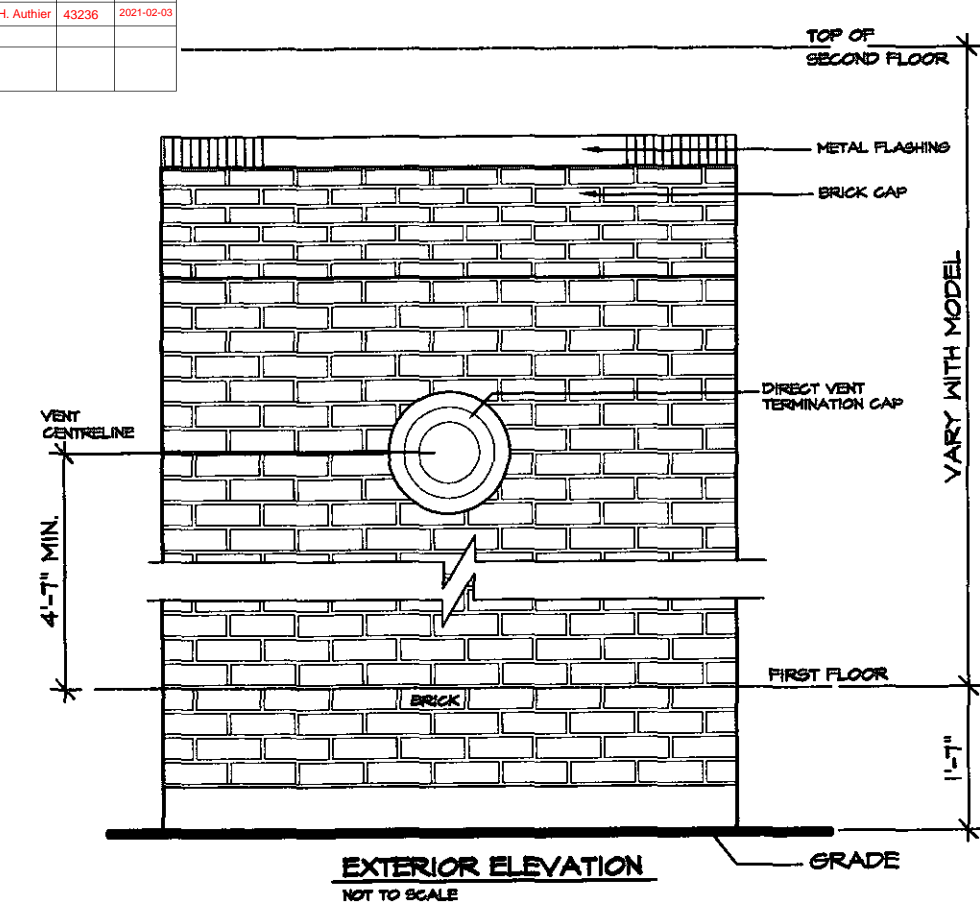 H. Authier 43236 2021-02-03
TOP OF
SECOND FLOOR
METAL FLASHING
BRICK CAP
VARY WITH MODEL
DIRECT VENT
TERMINATION CAP
VENT
CENTRELINE
4'-7" MIN.
FIRST FLOOR
BRICK
1'-7"
GRADE
EXTERIOR ELEVATION
NOT TO SCALE